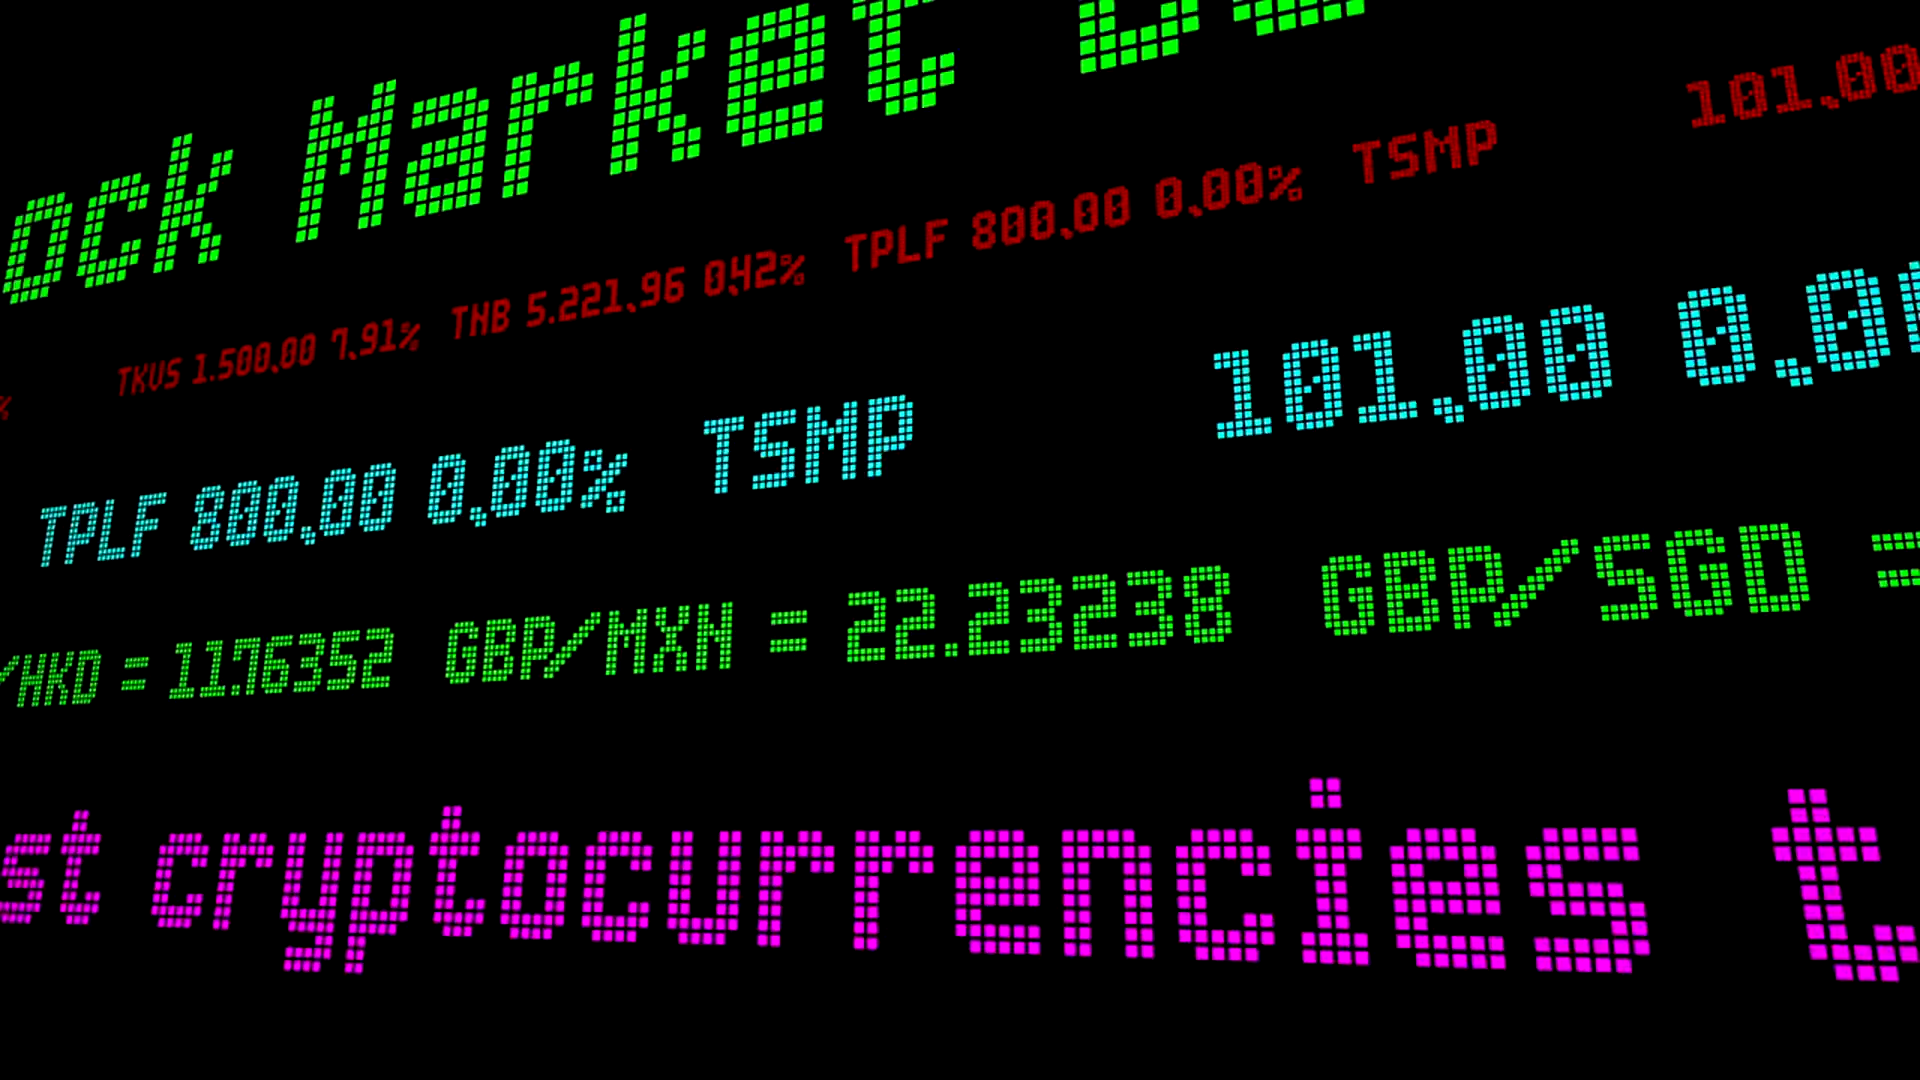 ock Market
TKVS 1.500,00 7,91% THB 5.221,96 0,42% TPLF 800,00 0,00% TSMP 101,00
TPLF 800,00 0,00% TSMP 101,00 0,0
/HKD = 11.76352 GBP/MXN = 22.23238 GBP/SGD =
st cryptocurrencies t